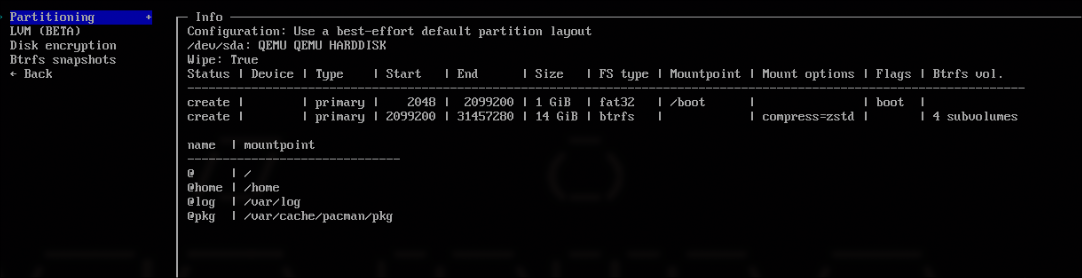 Partitioning +
LVM (BETA)
Disk encryption
Btrfs snapshots
← Back
Info
Configuration: Use a best-effort default partition layout
/dev/sda: QEMU QEMU HARDDISK
Wipe: True
Status | Device | Type | Start | End | Size | FS type | Mountpoint | Mount options | Flags | Btrfs vol.
create | | primary | 2048 | 2099200 | 1 GiB | fat32 | /boot | | boot |
create | | primary | 2099200 | 31457280 | 14 GiB | btrfs | | compress=zstd | | 4 subvolumes
name | mountpoint
@ | /
@home | /home
@log | /var/log
@pkg | /var/cache/pacman/pkg